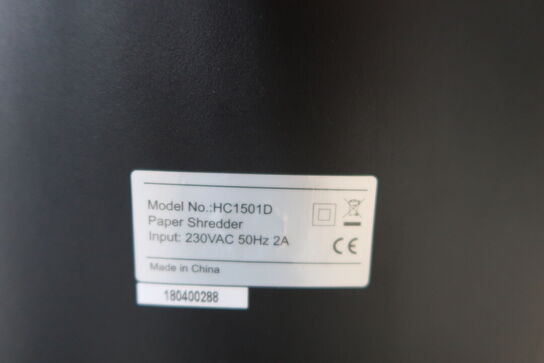 Model No.:HC1501D
Paper Shredder
Input: 230VAC 50Hz 2A
CE
Made in China
180400288